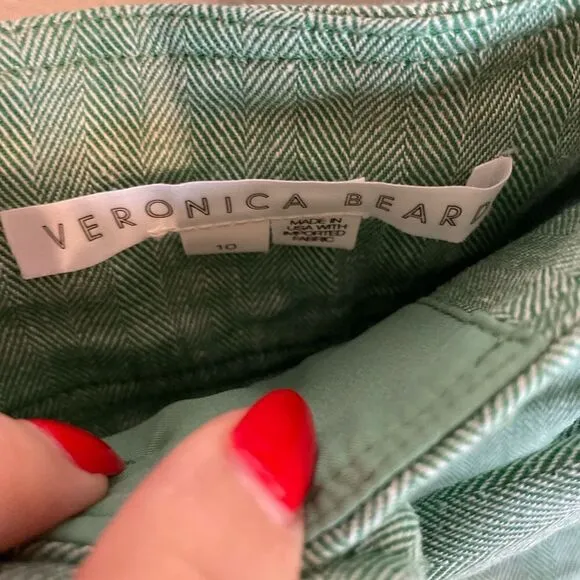 VERONICA BEARD
10
MADE IN
USA WITH
IMPORTED
FABRIC